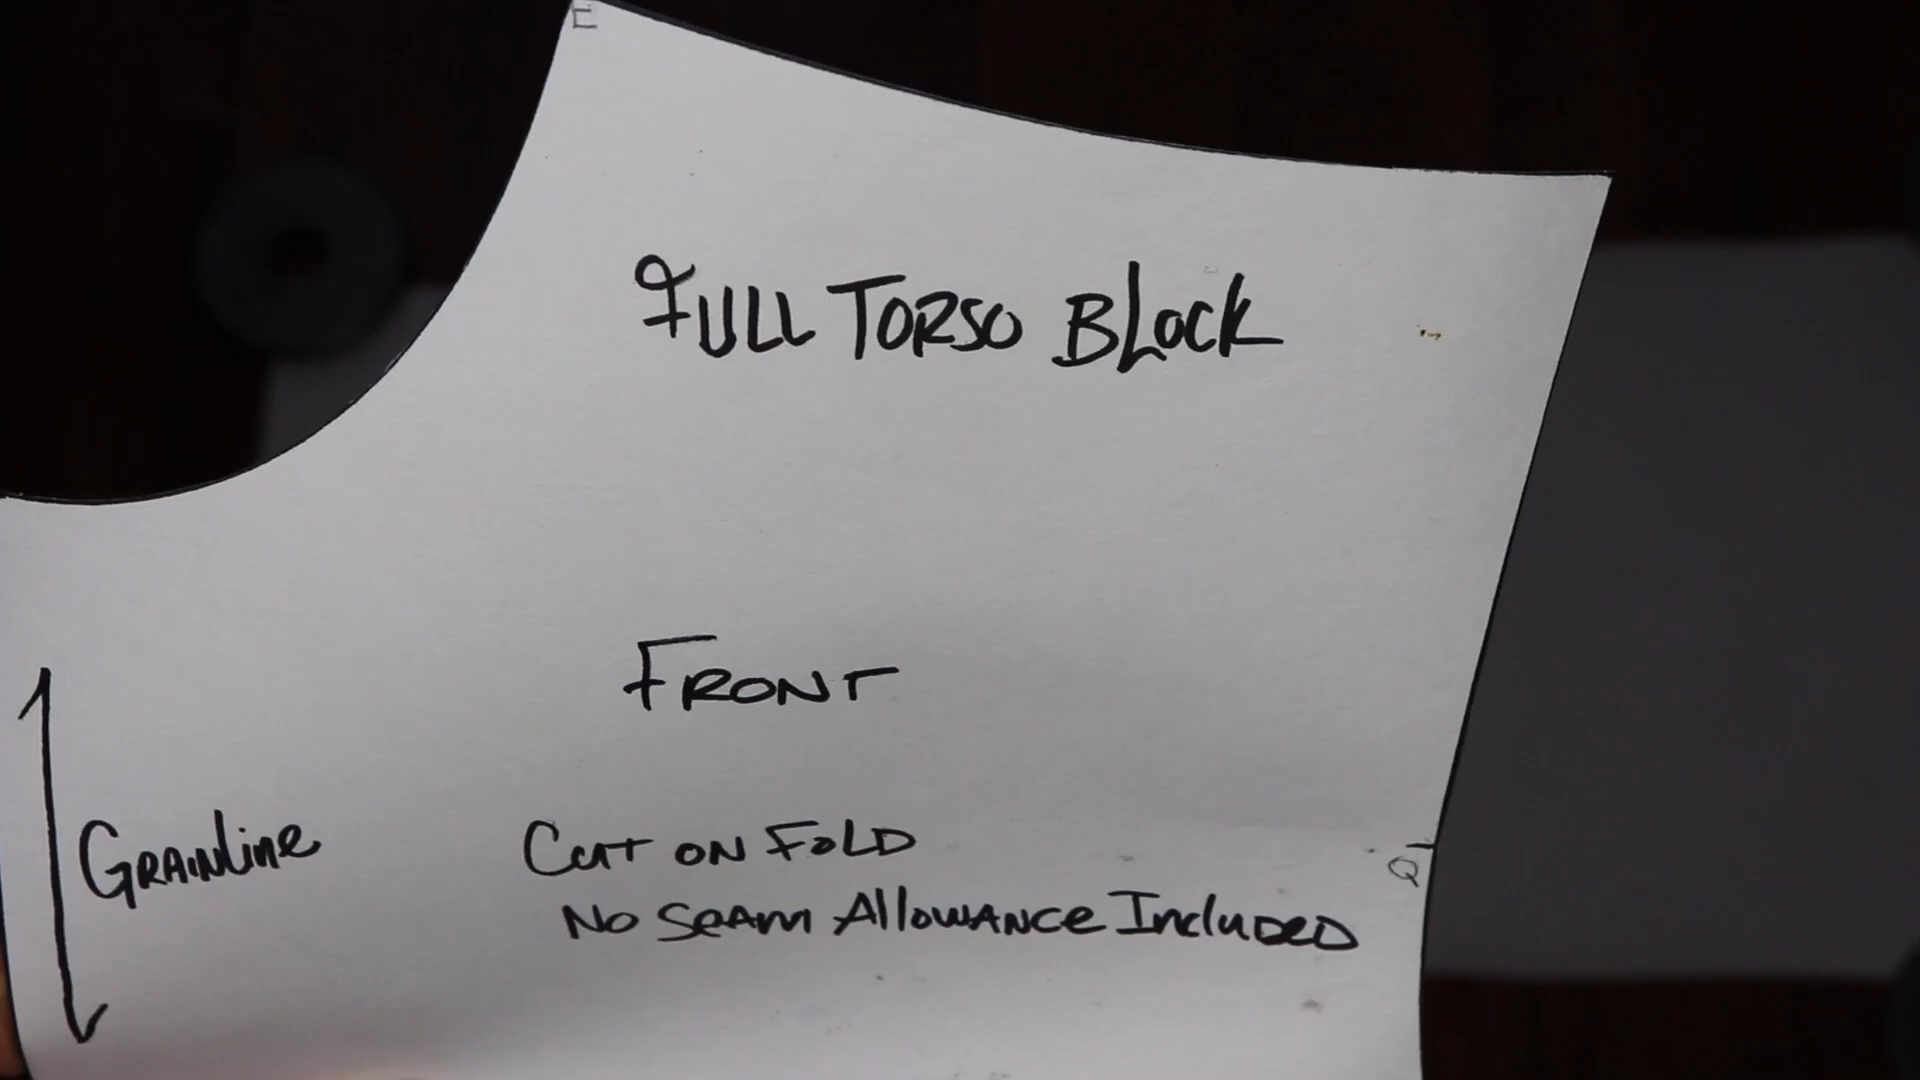 E
FULL TORSO BLOCK
FRONT
GRAINLine
CUT ON FOLD
Q
No SeAM AllOWANCe IncluDeD